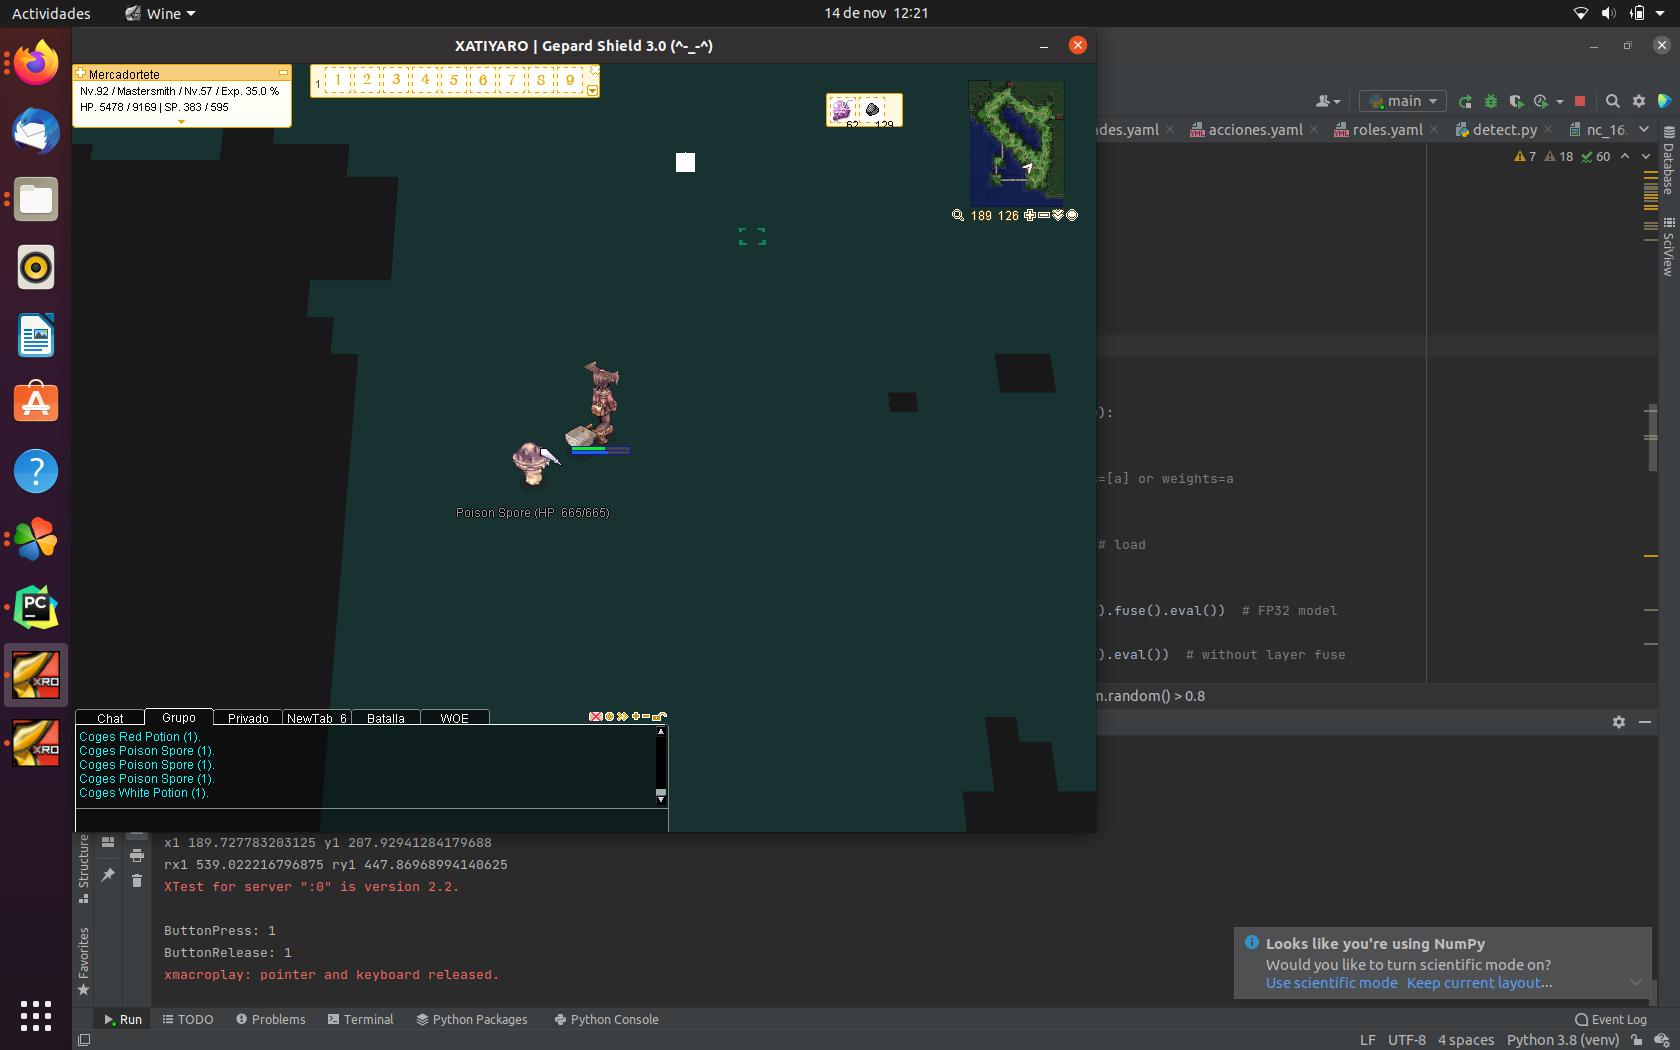 Actividades
Wine
14 de nov 12:21
XATIYARO | Gepard Shield 3.0 (^-_-^)
Mercadortete
Nv.92 / Mastersmith / Nv.57 / Exp. 35.0 %
HP. 5478 / 9169 | SP. 383 / 595
1 1 2 3 4 5 6 7 8 9
62 129
189 126
main
des.yaml
acciones.yaml
roles.yaml
detect.py
nc_16.
7 18 60
Database
SciView
):
=[a] or weights=a
# load
).fuse().eval()) # FP32 model
).eval()) # without layer fuse
m.random() > 0.8
Poison Spore (HP: 665/665)
PC
XRO
XRO
Chat Grupo Privado NewTab_6 Batalla WOE
Coges Red Potion (1).
Coges Poison Spore (1).
Coges Poison Spore (1).
Coges Poison Spore (1).
Coges White Potion (1).
Structure
Favorites
x1 189.727783203125 y1 207.92941284179688
rx1 539.022216796875 ry1 447.86968994140625
XTest for server ":0" is version 2.2.
ButtonPress: 1
ButtonRelease: 1
xmacroplay: pointer and keyboard released.
Looks like you're using NumPy
Would you like to turn scientific mode on?
Use scientific mode Keep current layout...
Run TODO Problems Terminal Python Packages Python Console
Event Log
LF UTF-8 4 spaces Python 3.8 (venv)